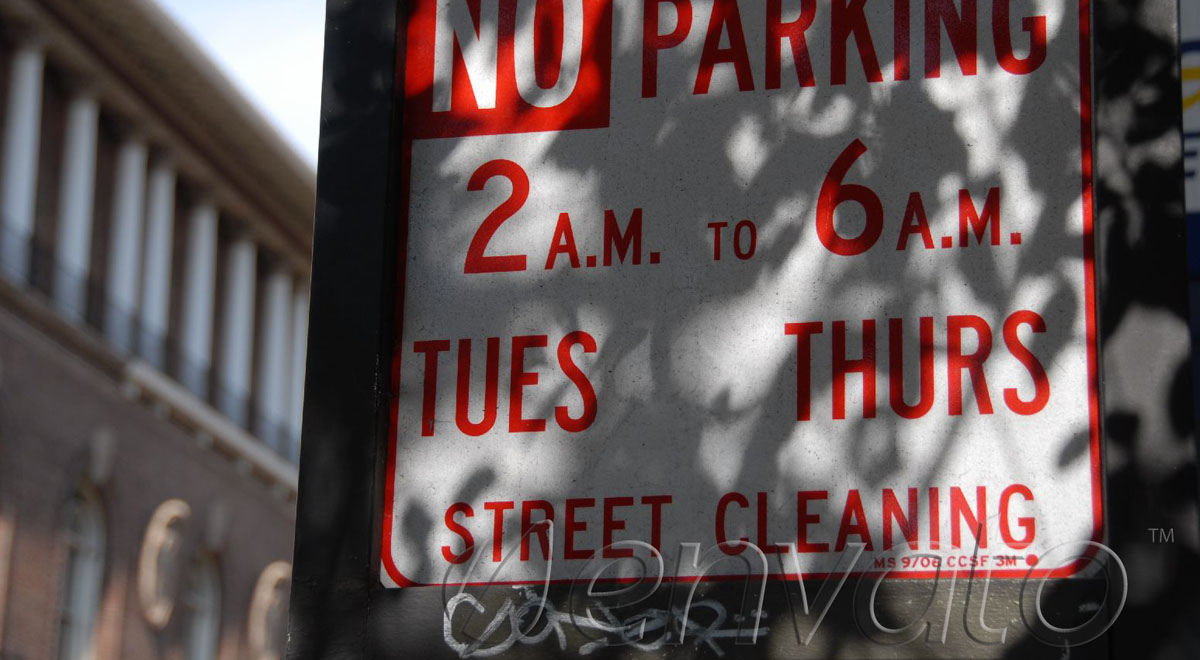 NO PARKING
2 A.M. TO 6 A.M.
TUES THURS
STREET CLEANING
MS 9/06 CCSF 3M
envato TM